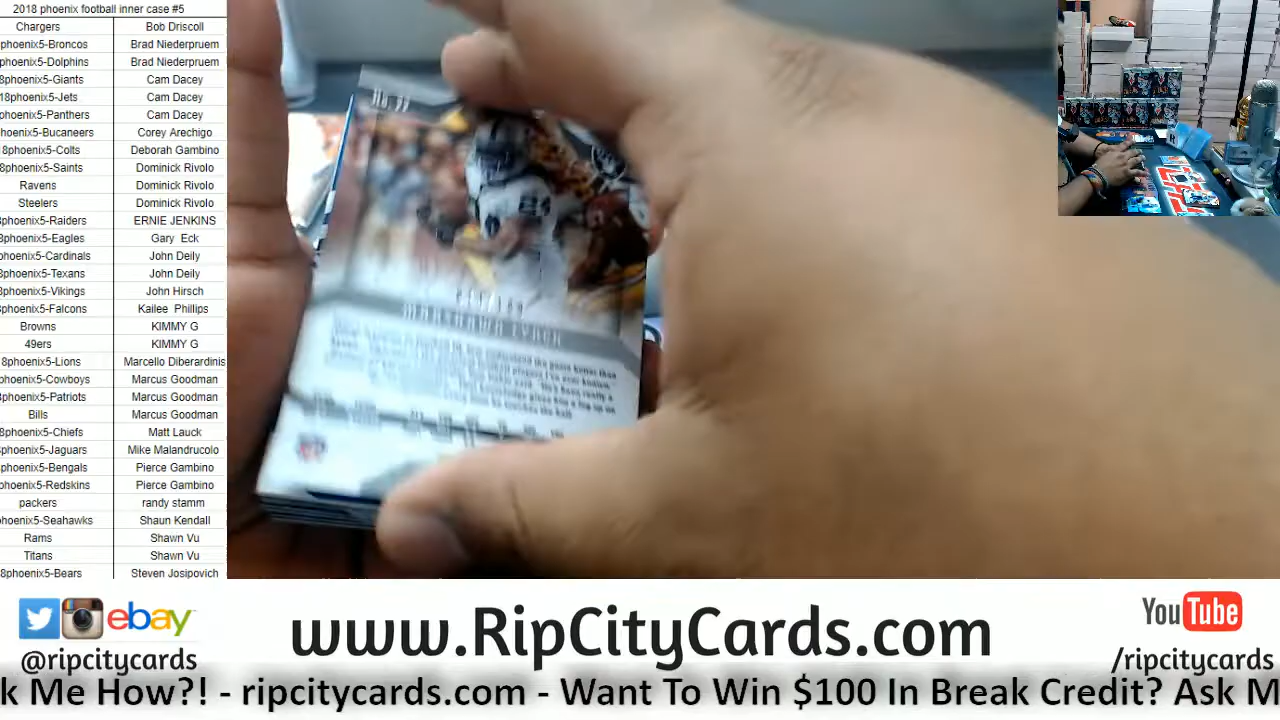 2018 phoenix football inner case #5
Chargers Bob Driscoll
phoenix5-Broncos Brad Niederpruem
phoenix5-Dolphins Brad Niederpruem
8phoenix5-Giants Cam Dacey
18phoenix5-Jets Cam Dacey
phoenix5-Panthers Cam Dacey
hoenix5-Bucaneers Corey Arechigo
8phoenix5-Colts Deborah Gambino
8phoenix5-Saints Dominick Rivolo
Ravens Dominick Rivolo
Steelers Dominick Rivolo
8phoenix5-Raiders ERNIE JENKINS
8phoenix5-Eagles Gary Eck
phoenix5-Cardinals John Deily
phoenix5-Texans John Deily
8phoenix5-Vikings John Hirsch
8phoenix5-Falcons Kailee Phillips
Browns KIMMY G
49ers KIMMY G
8phoenix5-Lions Marcello Diberardinis
phoenix5-Cowboys Marcus Goodman
8phoenix5-Patriots Marcus Goodman
Bills Marcus Goodman
8phoenix5-Chiefs Matt Lauck
8phoenix5-Jaguars Mike Malandrucolo
phoenix5-Bengals Pierce Gambino
phoenix5-Redskins Pierce Gambino
packers randy stamm
hoenix5-Seahawks Shaun Kendall
Rams Shawn Vu
Titans Shawn Vu
8phoenix5-Bears Steven Josipovich
MARSHAWN LYNCH
ebay
@ripcitycards
www.RipCityCards.com
YouTube
/ripcitycards
k Me How?! - ripcitycards.com - Want To Win $100 In Break Credit? Ask M